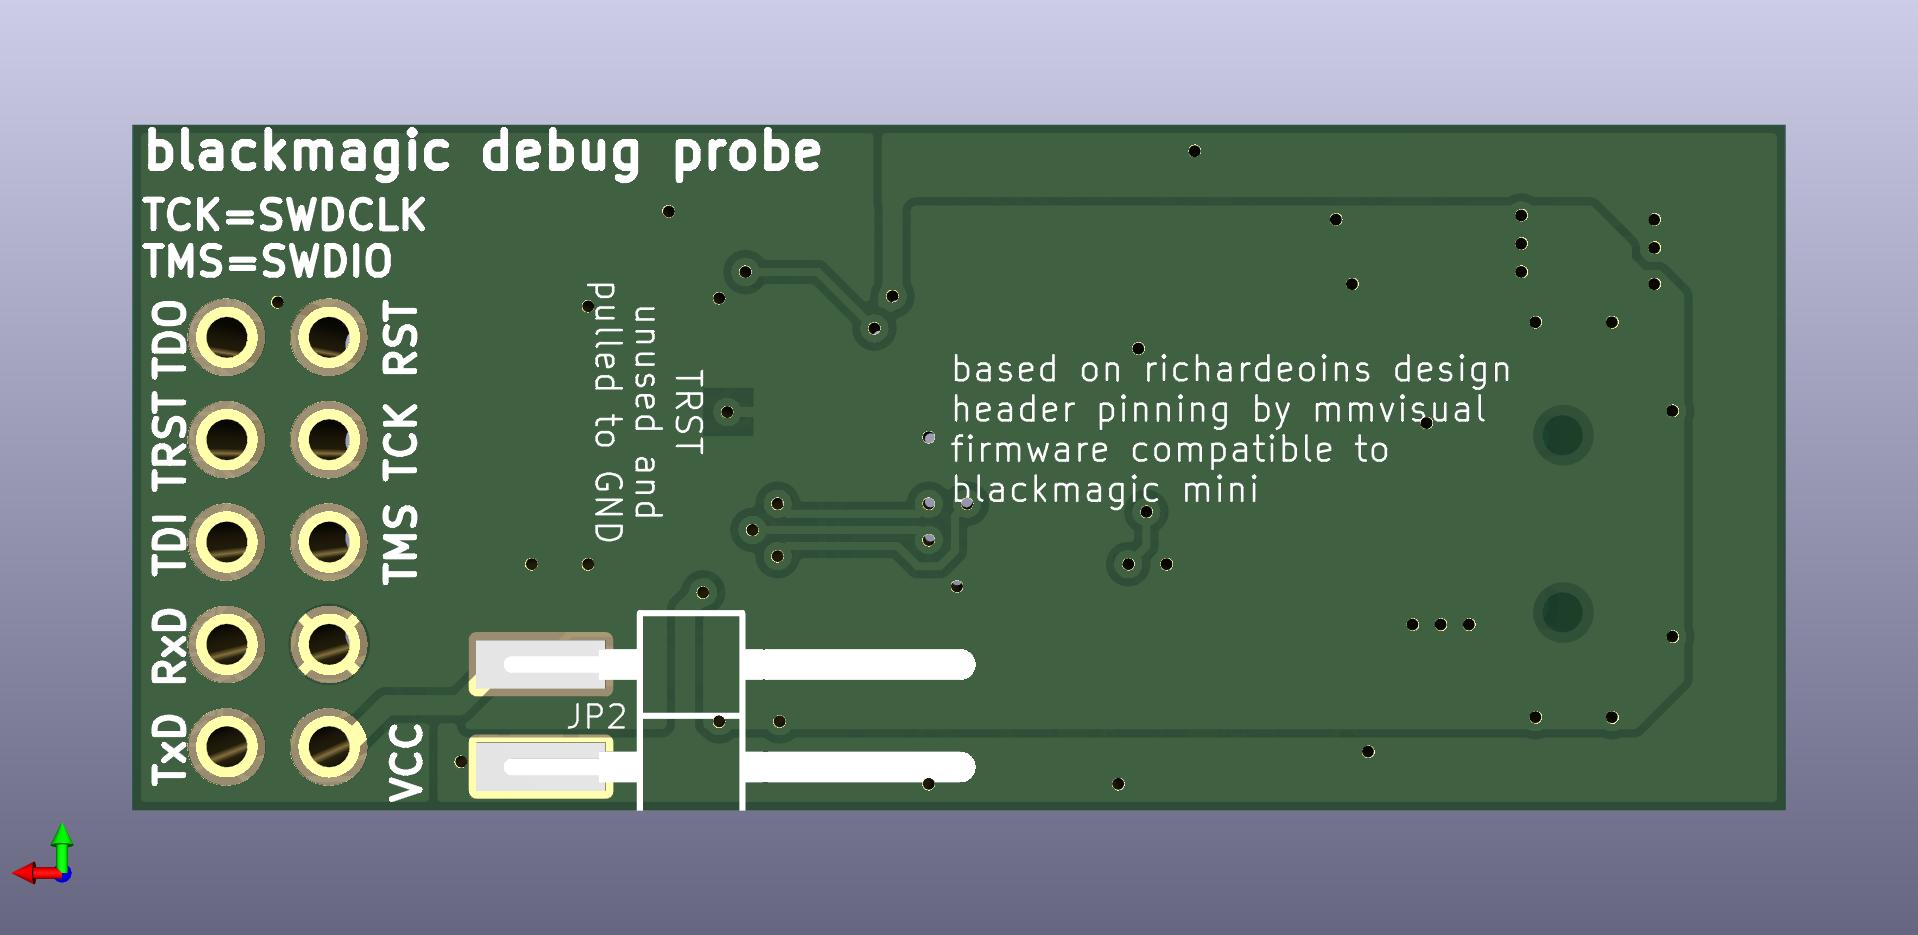 blackmagic debug probe
TCK=SWDCLK
TMS=SWDIO
TDO
TRST
TDI
RxD
TxD
RST
TCK
TMS
VCC
TRST
unused and
pulled to GND
based on richardeoins design
header pinning by mmvisual
firmware compatible to
blackmagic mini
JP2